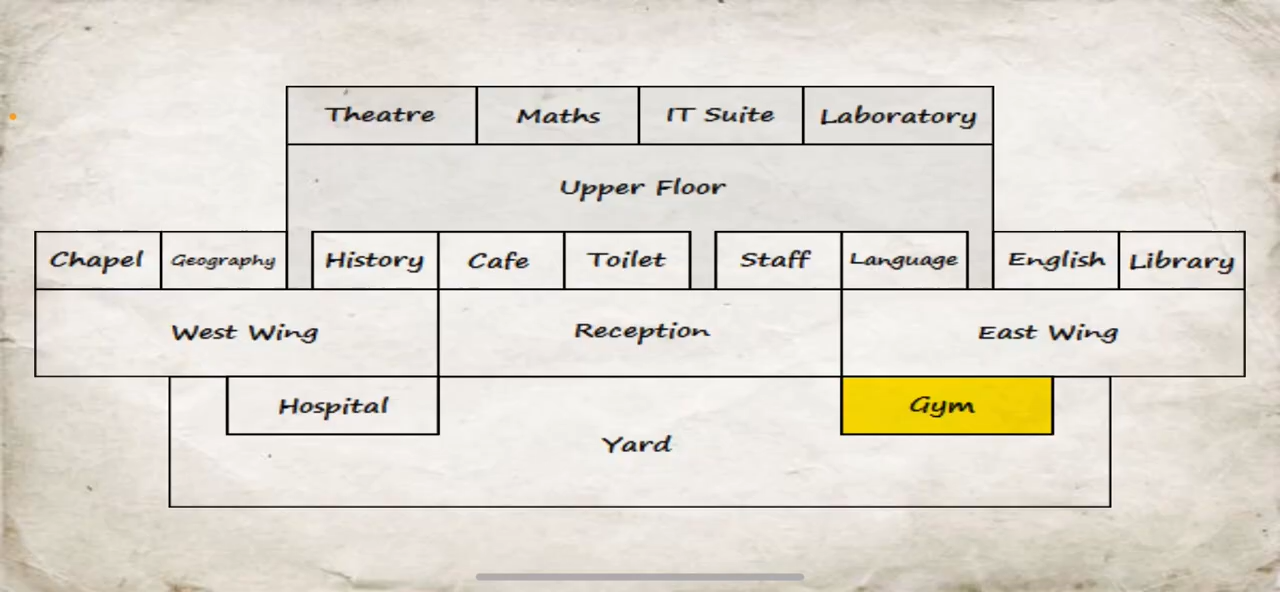 Theatre
Maths
IT Suite
Laboratory
Upper Floor
Chapel
Geography
History
Cafe
Toilet
Staff
Language
English
Library
West Wing
Reception
East Wing
Hospital
Gym
Yard